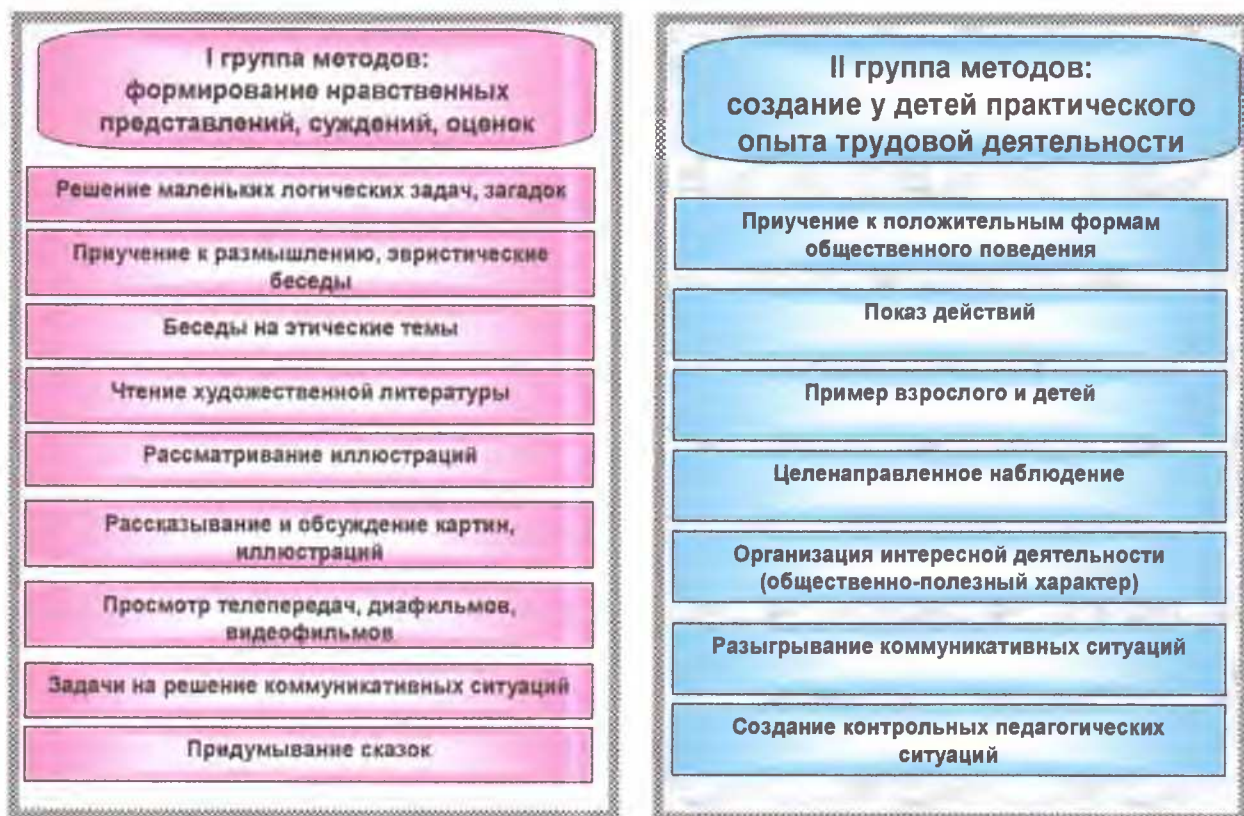 I группа методов:
формирование нравственных
представлений, суждений, оценок
Решение маленьких логических задач, загадок
Приучение к размышлению, эвристические
беседы
Беседы на этические темы
Чтение художественной литературы
Рассматривание иллюстраций
Рассказывание и обсуждение картин,
иллюстраций
Просмотр телепередач, диафильмов,
видеофильмов
Задачи на решение коммуникативных ситуаций
Придумывание сказок
II группа методов:
создание у детей практического
опыта трудовой деятельности
Приучение к положительным формам
общественного поведения
Показ действий
Пример взрослого и детей
Целенаправленное наблюдение
Организация интересной деятельности
(общественно-полезный характер)
Разыгрывание коммуникативных ситуаций
Создание контрольных педагогических
ситуаций